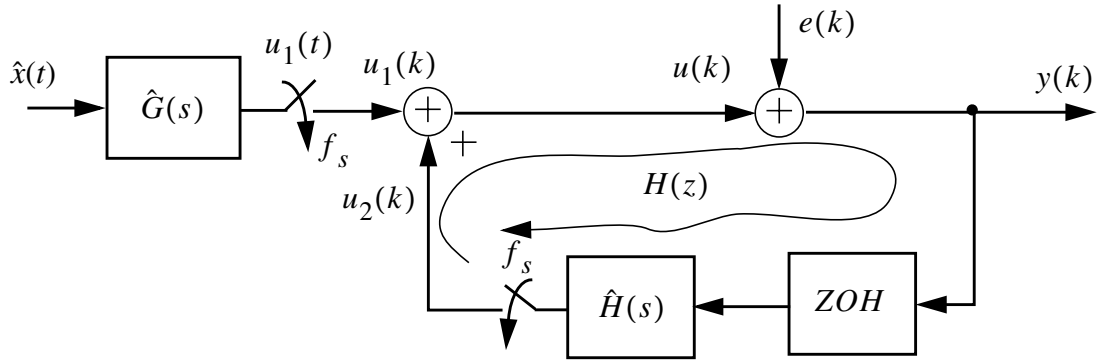 e(k)
x̂(t)
u₁(t)
u₁(k)
u(k)
y(k)
Ĝ(s)
+
+
fₛ
+
u₂(k)
H(z)
fₛ
Ĥ(s)
ZOH